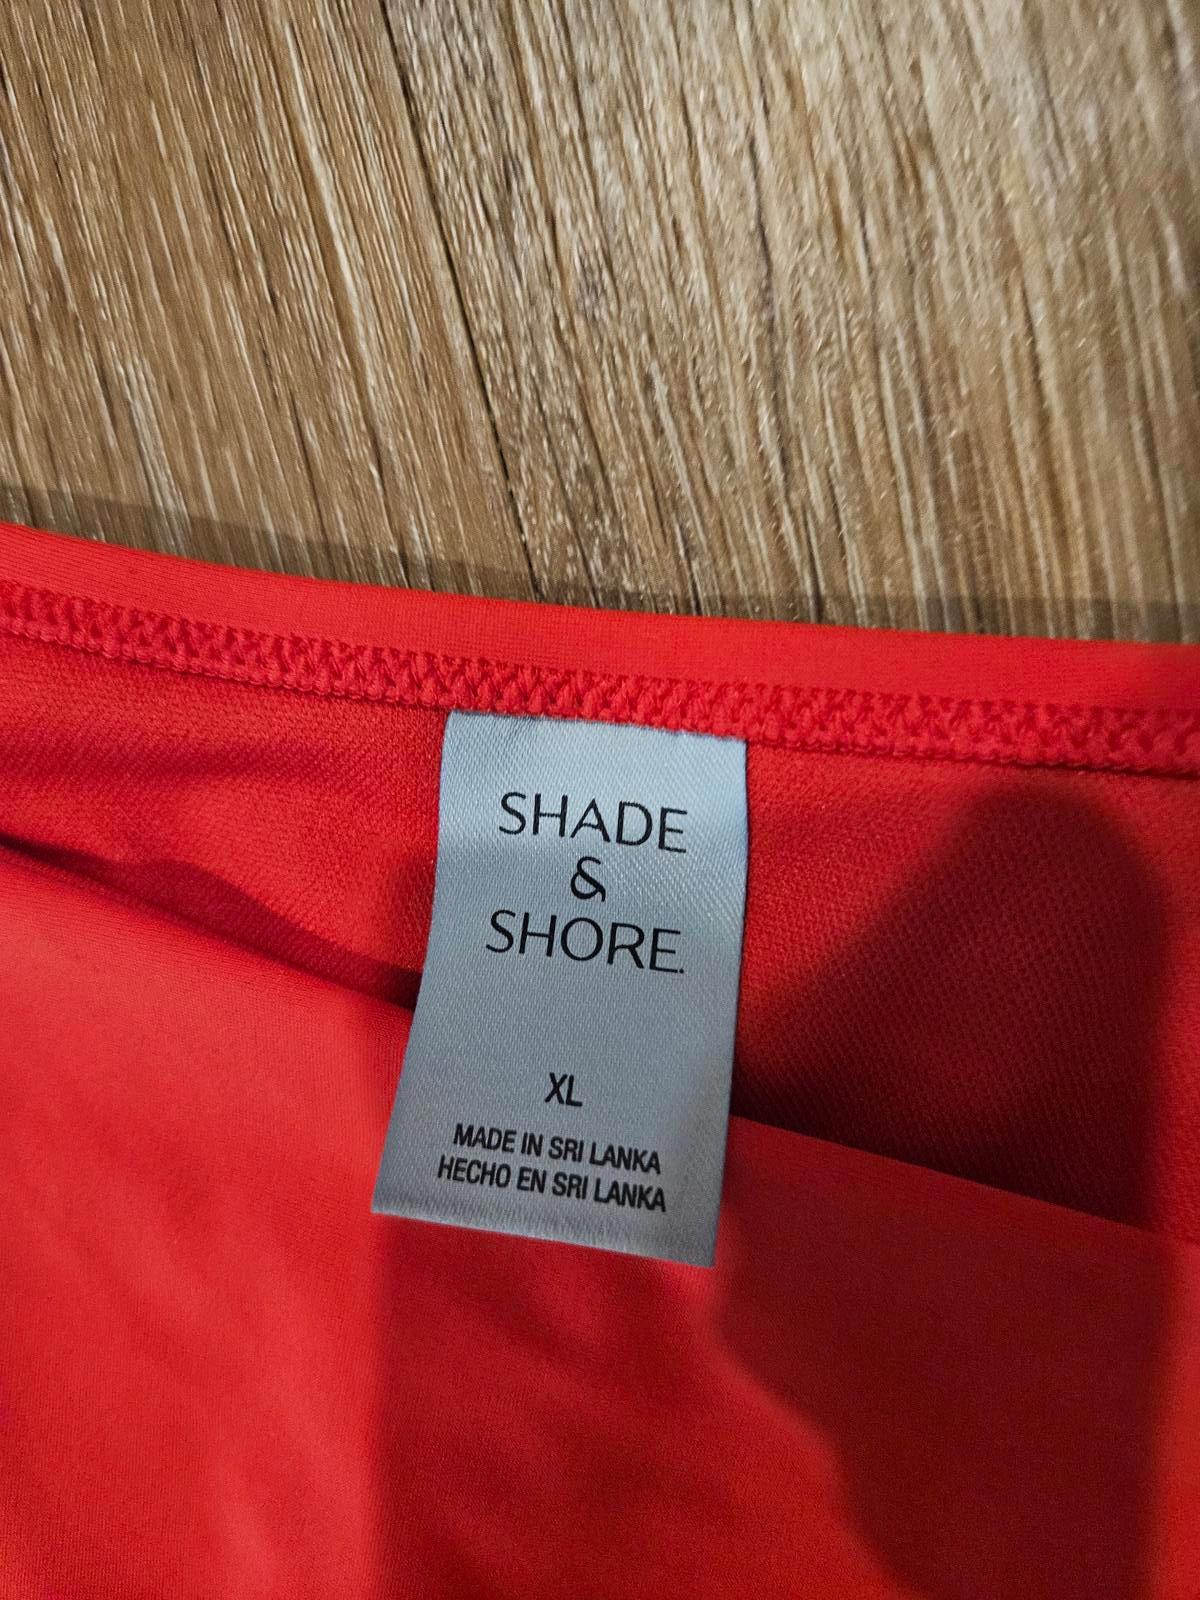 SHADE
&
SHORE.
XL
MADE IN SRI LANKA
HECHO EN SRI LANKA